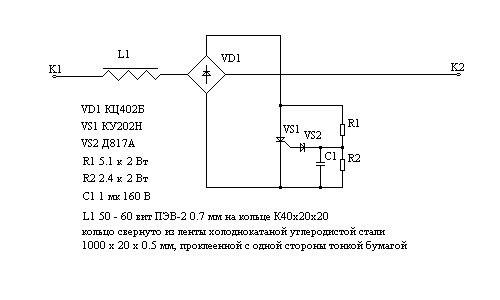 L1
VD1
K1
K2
VS1
VS2
R1
C1
R2
VD1 КЦ402Б
VS1 КУ202Н
VS2 Д817А
R1 5.1 к 2 Вт
R2 2.4 к 2 Вт
C1 1 мк 160 В
L1 50 - 60 вит ПЭВ-2 0.7 мм на кольце К40х20х20
кольцо свернуто из ленты холоднокатаной углеродистой стали
1000 х 20 х 0.5 мм, проклеенной с одной стороны тонкой бумагой